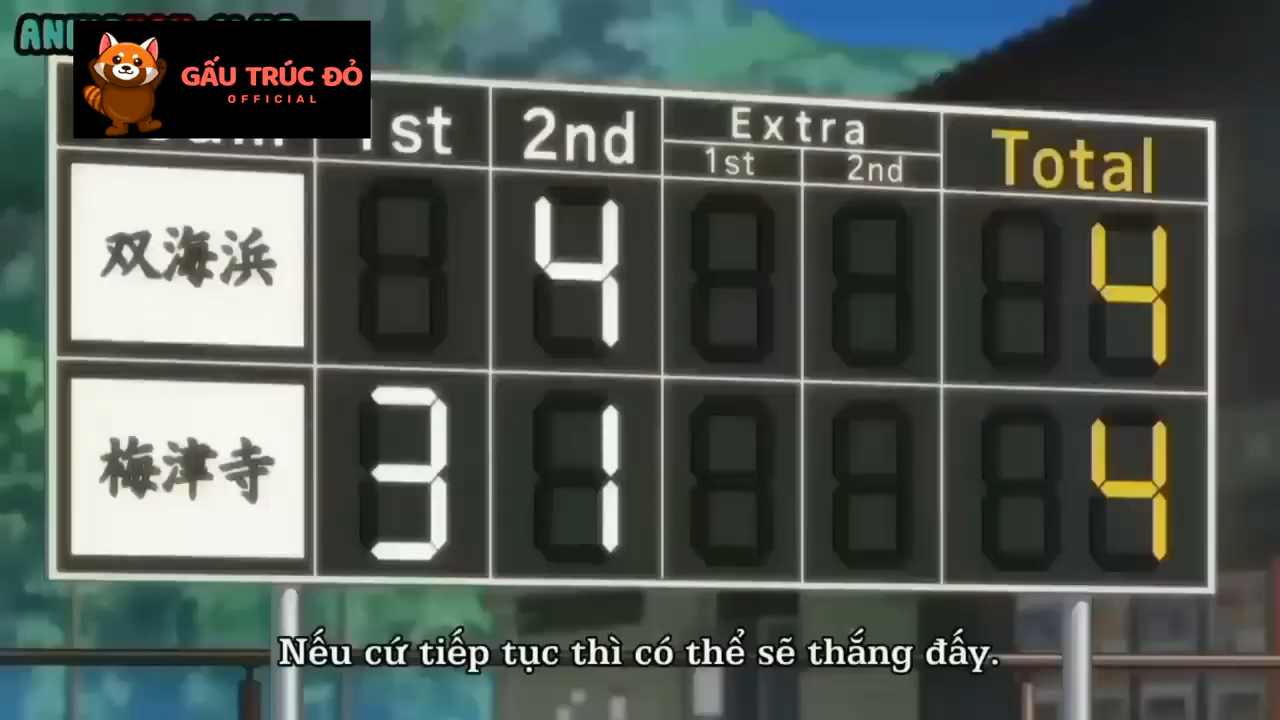 GẤU TRÚC ĐỎ
OFFICIAL
st 2nd Extra Total
1st 2nd
双海浜 4 4
梅津寺 3 1 4
Nếu cứ tiếp tục thì có thể sẽ thắng đấy.